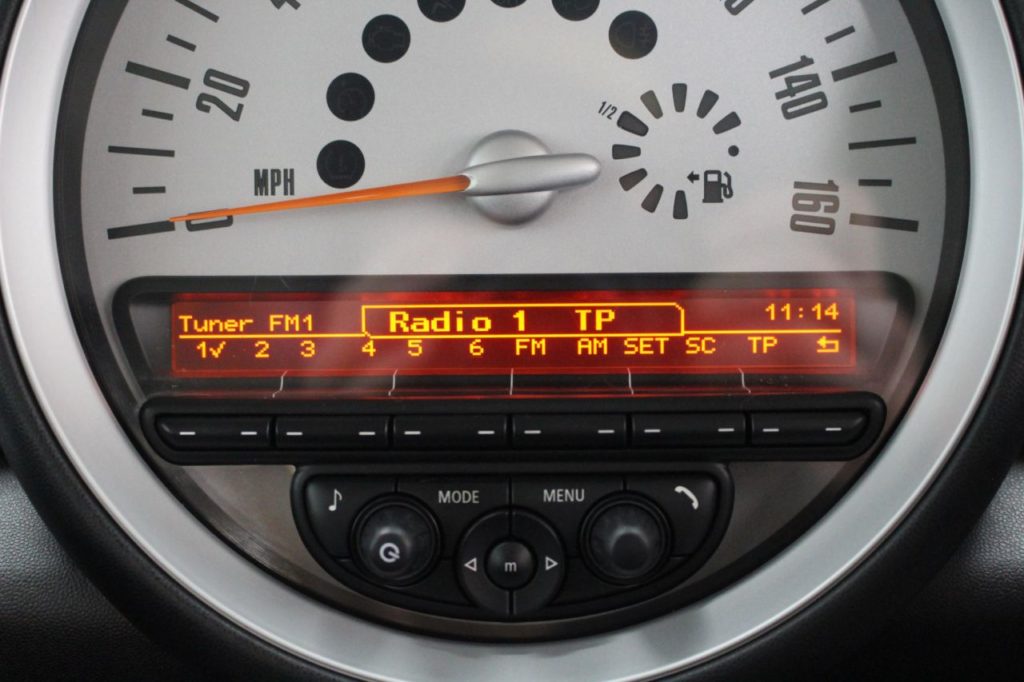 20
140
1/2
MPH
0
160
Tuner FM1 Radio 1 TP 11:14
1✓ 2 3 4 5 6 FM AM SET SC TP
MODE MENU
m